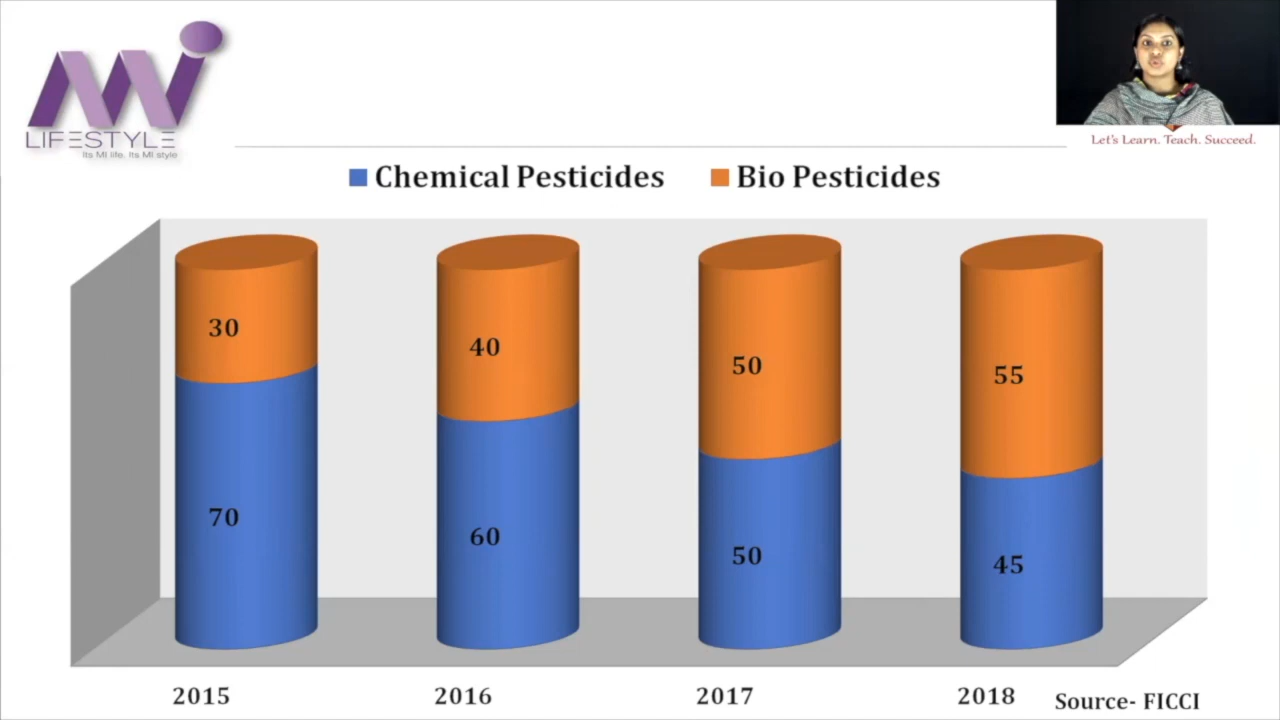 LIFESTYLE
Its MI life. Its MI style
Let's Learn. Teach. Succeed.
Chemical Pesticides Bio Pesticides
30 40 50 55
70 60 50 45
2015 2016 2017 2018
Source- FICCI